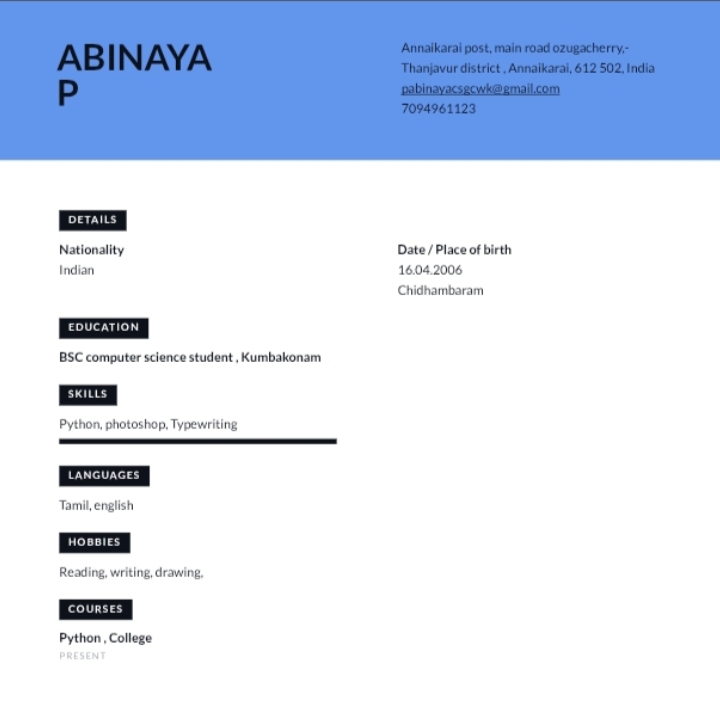 ABINAYA
P
Annaikarai post, main road ozugacherry,-
Thanjavur district , Annaikarai, 612 502, India
pabinayacsgcwk@gmail.com
7094961123
DETAILS
Nationality
Indian
Date / Place of birth
16.04.2006
Chidhambaram
EDUCATION
BSC computer science student , Kumbakonam
SKILLS
Python, photoshop, Typewriting
LANGUAGES
Tamil, english
HOBBIES
Reading, writing, drawing,
COURSES
Python , College
PRESENT